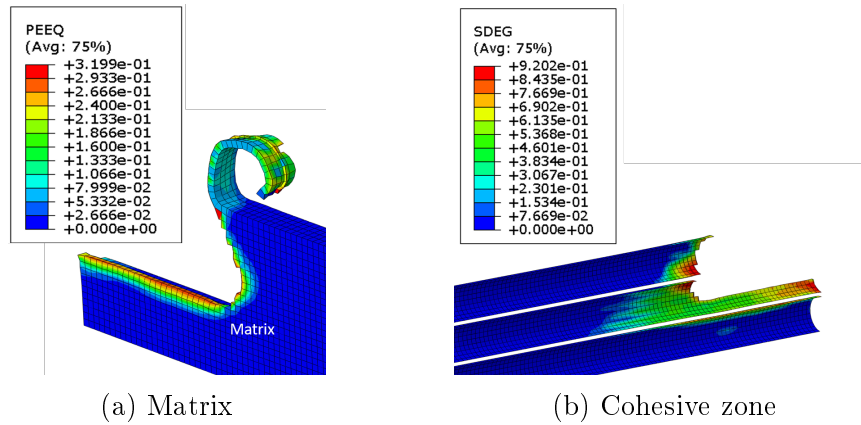 PEEQ
(Avg: 75%)
+3.199e-01
+2.933e-01
+2.666e-01
+2.400e-01
+2.133e-01
+1.866e-01
+1.600e-01
+1.333e-01
+1.066e-01
+7.999e-02
+5.332e-02
+2.666e-02
+0.000e+00
Matrix
(a) Matrix
SDEG
(Avg: 75%)
+9.202e-01
+8.435e-01
+7.669e-01
+6.902e-01
+6.135e-01
+5.368e-01
+4.601e-01
+3.834e-01
+3.067e-01
+2.301e-01
+1.534e-01
+7.669e-02
+0.000e+00
(b) Cohesive zone